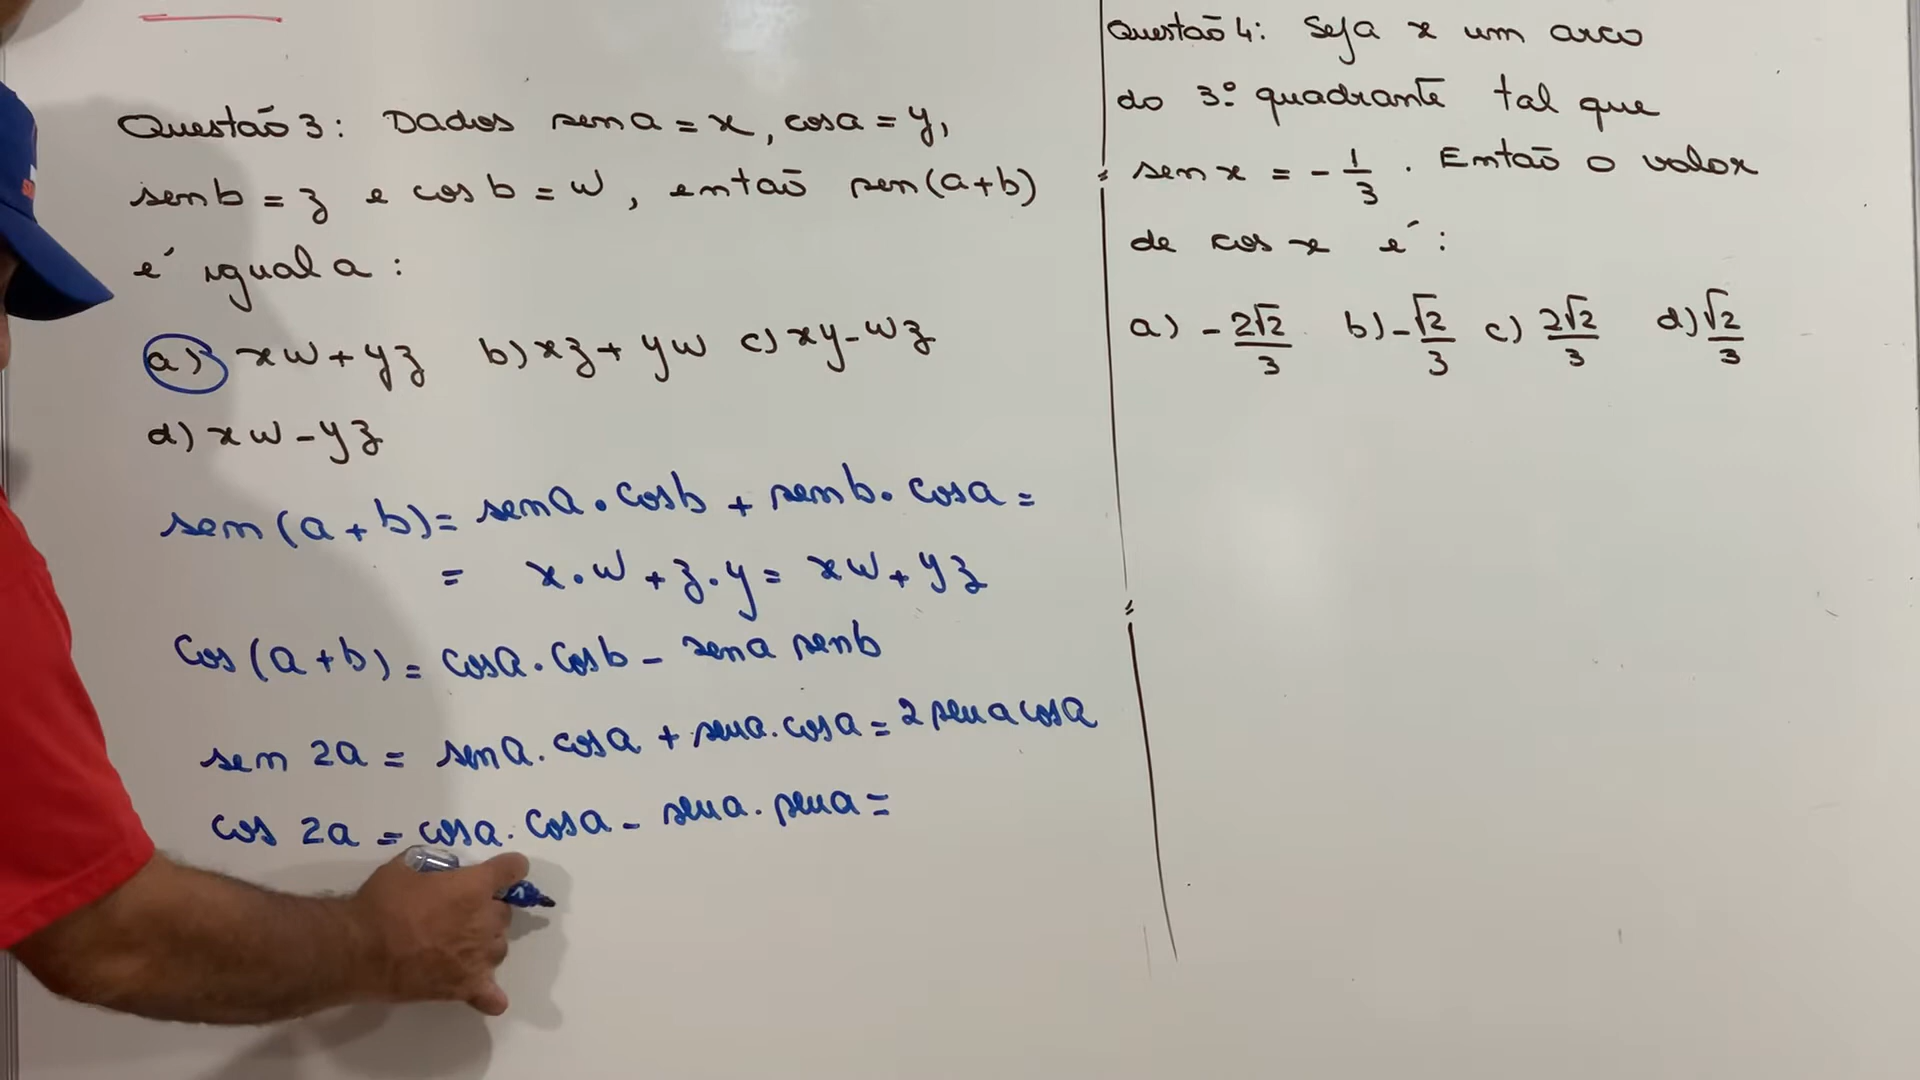 Questão 3: Dados sen a = x, cos a = y,
sen b = z e cos b = w, então sen(a+b)
é igual a:
a) xw + yz b) xz + yw c) xy - wz
d) xw - yz
sen(a + b) = sen a . cos b + sen b . cos a =
= x . w + z . y = xw + yz
cos(a + b) = cos a . cos b - sen a sen b
sen 2a = sen a . cos a + sen a . cos a = 2 sen a cos a
cos 2a = cos a . cos a - sen a . sen a =
Questão 4: Seja x um arco
do 3º quadrante tal que
sen x = - 1/3 . Então o valor
de cos x é:
a) - 2√2/3 b) - √2/3 c) 2√2/3 d) √2/3